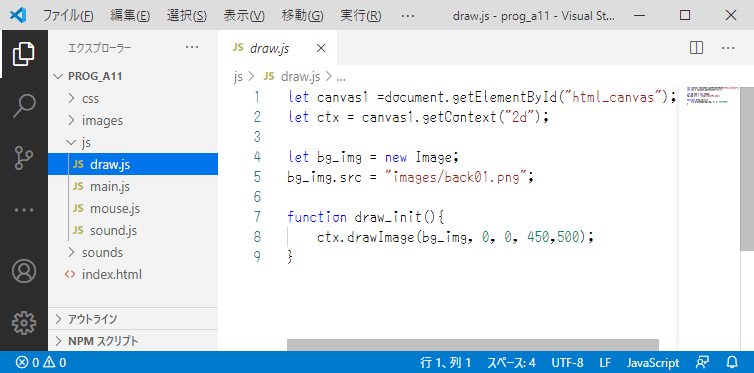 ファイル(F) 編集(E) 選択(S) 表示(V) 移動(G) 実行(R) ··· draw.js - prog_a11 - Visual St...
エクスプローラー ···
PROG_A11
css
images
js
JS draw.js
JS main.js
JS mouse.js
JS sound.js
sounds
<> index.html
アウトライン
NPM スクリプト
JS draw.js ×
js > JS draw.js > ...
1 let canvas1 =document.getElementById("html_canvas");
2 let ctx = canvas1.getContext("2d");
3
4 let bg_img = new Image;
5 bg_img.src = "images/back01.png";
6
7 function draw_init(){
8     ctx.drawImage(bg_img, 0, 0, 450,500);
9 }
0 0 行 1、列 1 スペース: 4 UTF-8 LF JavaScript